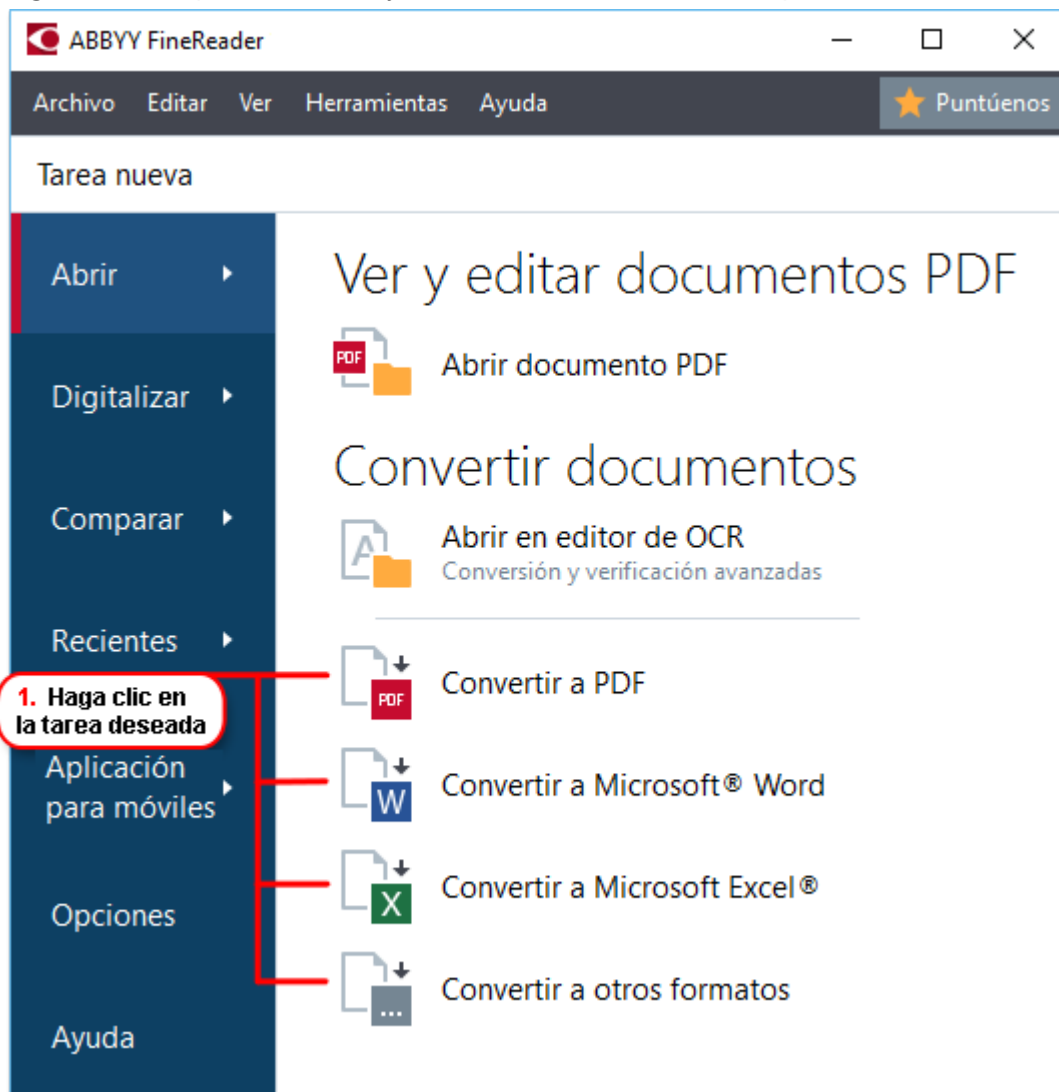 ABBYY FineReader
Archivo Editar Ver Herramientas Ayuda Puntúenos
Tarea nueva
Abrir
Digitalizar
Comparar
Recientes
1. Haga clic en
la tarea deseada
Aplicación
para móviles
Opciones
Ayuda
Ver y editar documentos PDF
PDF
Abrir documento PDF
Convertir documentos
A
Abrir en editor de OCR
Conversión y verificación avanzadas
PDF
Convertir a PDF
W
Convertir a Microsoft® Word
X
Convertir a Microsoft Excel®
...
Convertir a otros formatos